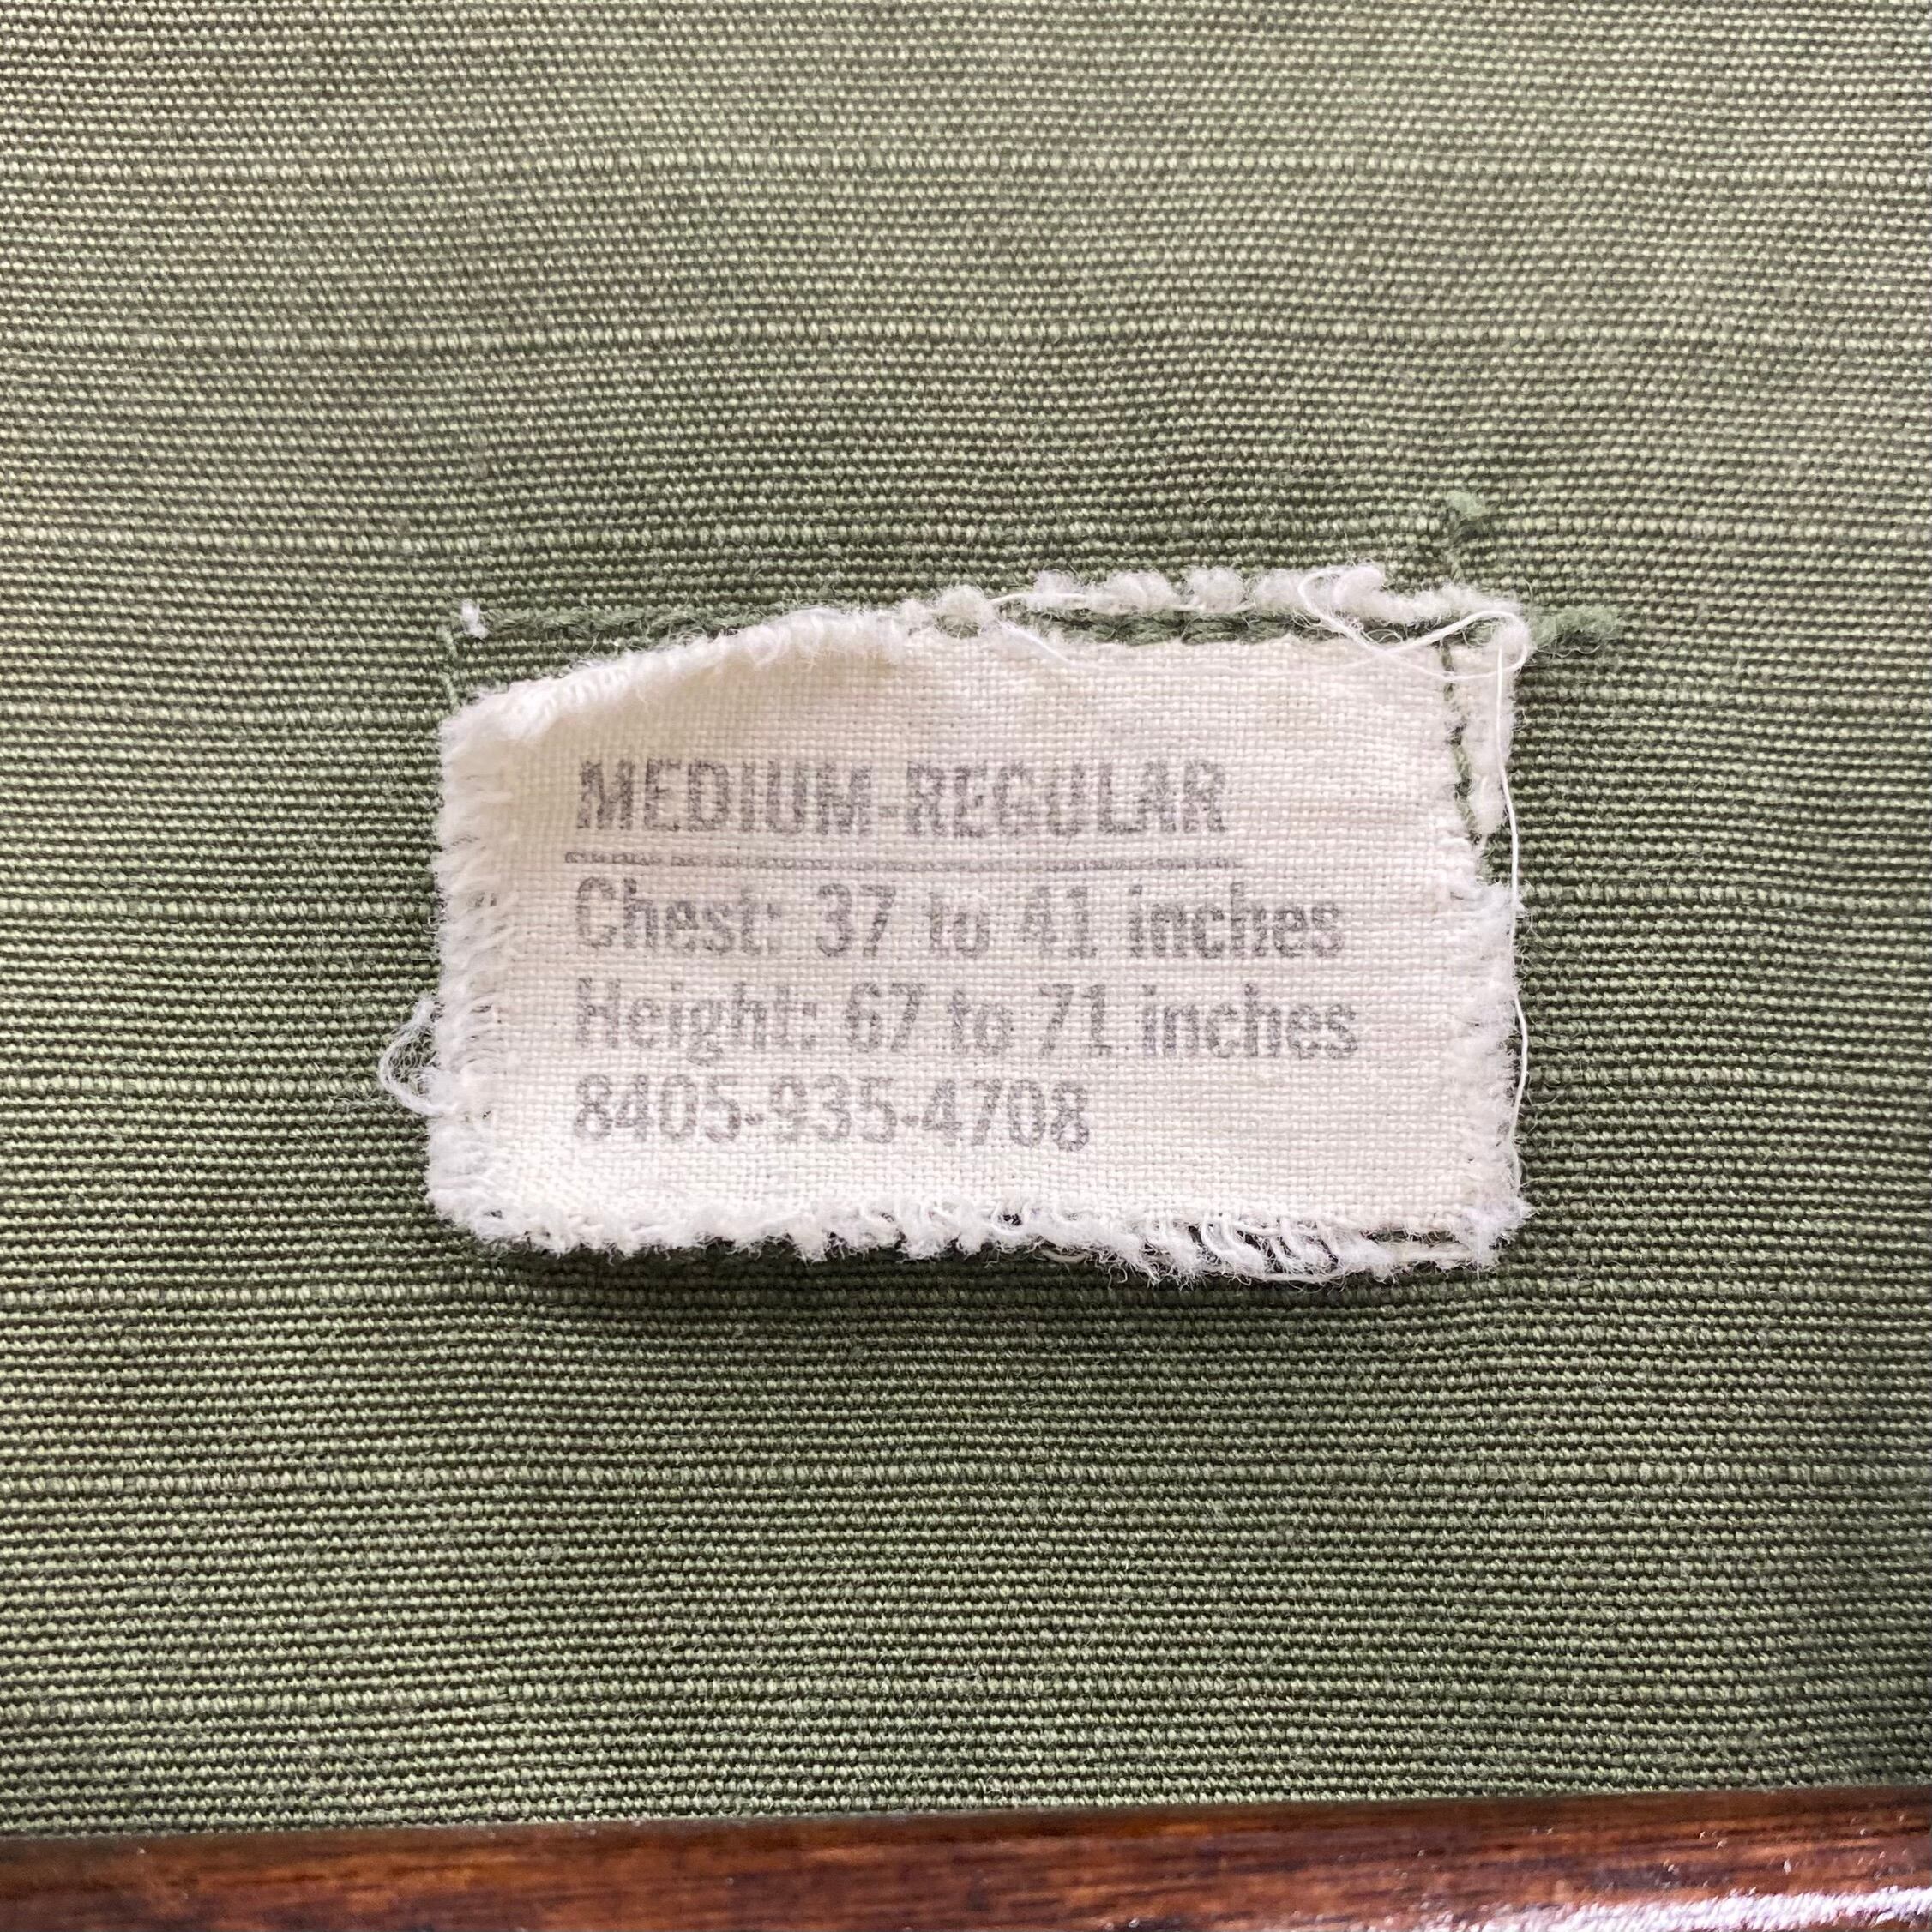 MEDIUM-REGULAR
Chest: 37 to 41 inches
Height: 67 to 71 inches
8405-935-4708